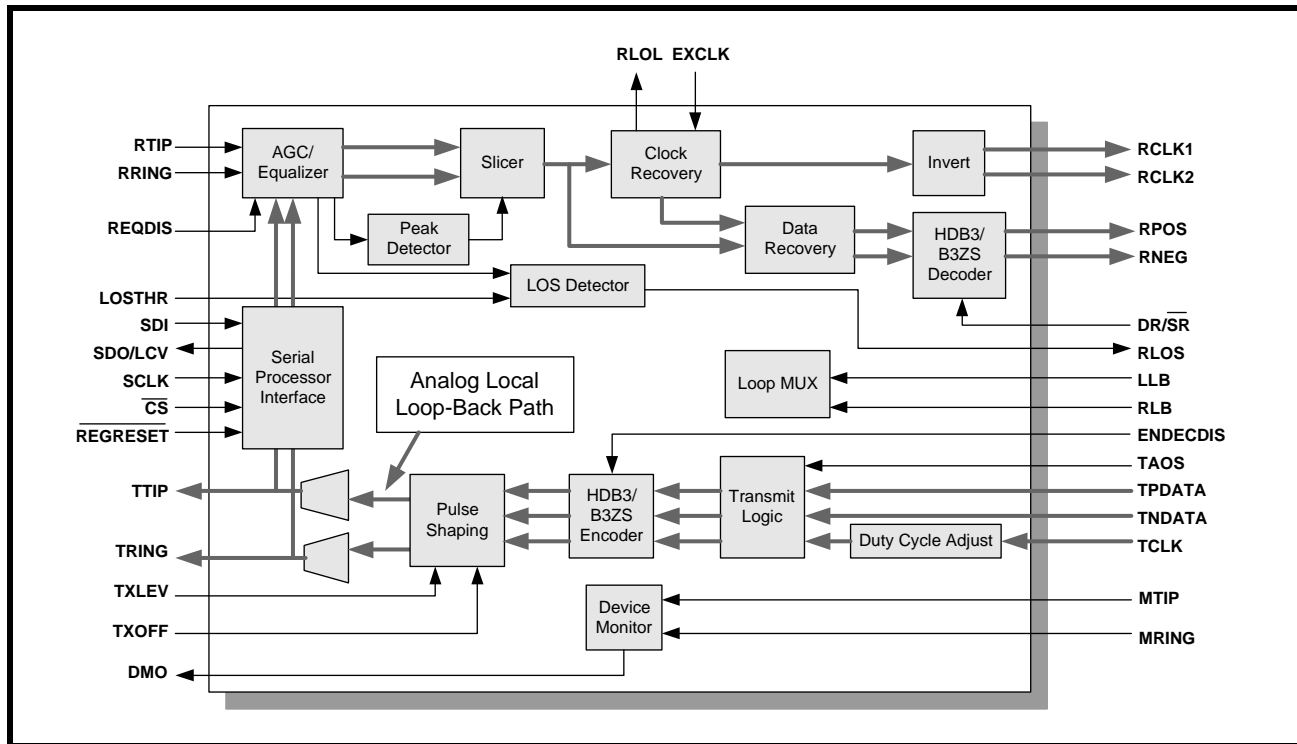 RLOL EXCLK
RTIP
RRING
REQDIS
LOSTHR
SDI
SDO/LCV
SCLK
CS
REGRESET
TTIP
TRING
TXLEV
TXOFF
DMO
AGC/
Equalizer
Slicer
Peak
Detector
LOS Detector
Clock
Recovery
Invert
Data
Recovery
HDB3/
B3ZS
Decoder
Serial
Processor
Interface
Analog Local
Loop-Back Path
Loop MUX
Pulse
Shaping
HDB3/
B3ZS
Encoder
Transmit
Logic
Duty Cycle Adjust
Device
Monitor
RCLK1
RCLK2
RPOS
RNEG
DR/SR
RLOS
LLB
RLB
ENDECDIS
TAOS
TPDATA
TNDATA
TCLK
MTIP
MRING